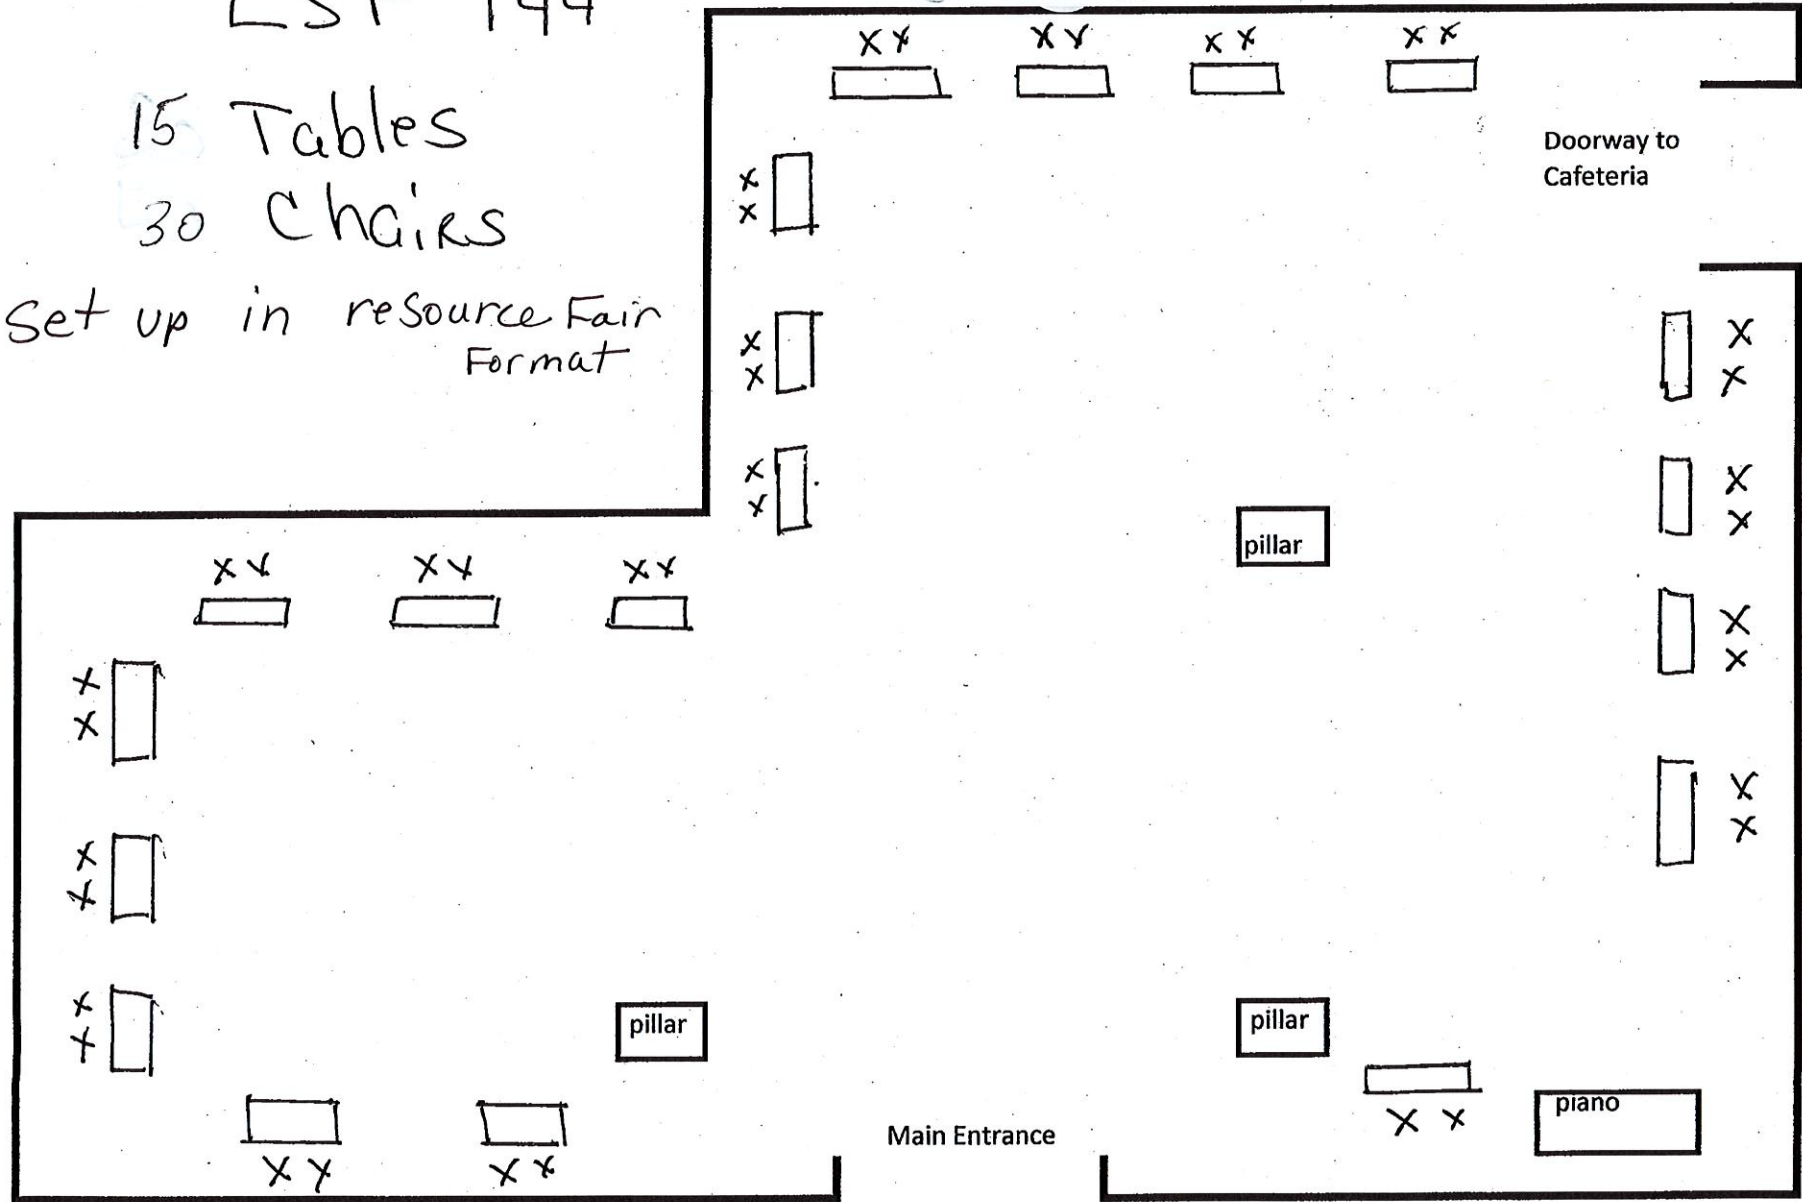 15 Tables
30 Chairs
Set up in resource Fair
Format
Doorway to
Cafeteria
pillar
pillar
pillar
piano
Main Entrance